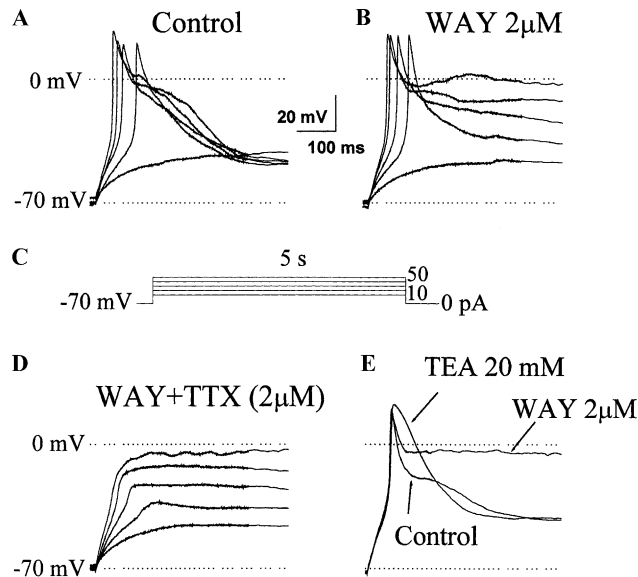 A
Control
B
WAY 2μM
0 mV
20 mV
100 ms
-70 mV
C
5 s
50
10
-70 mV
0 pA
D
WAY+TTX (2μM)
E
TEA 20 mM
WAY 2μM
0 mV
Control
-70 mV